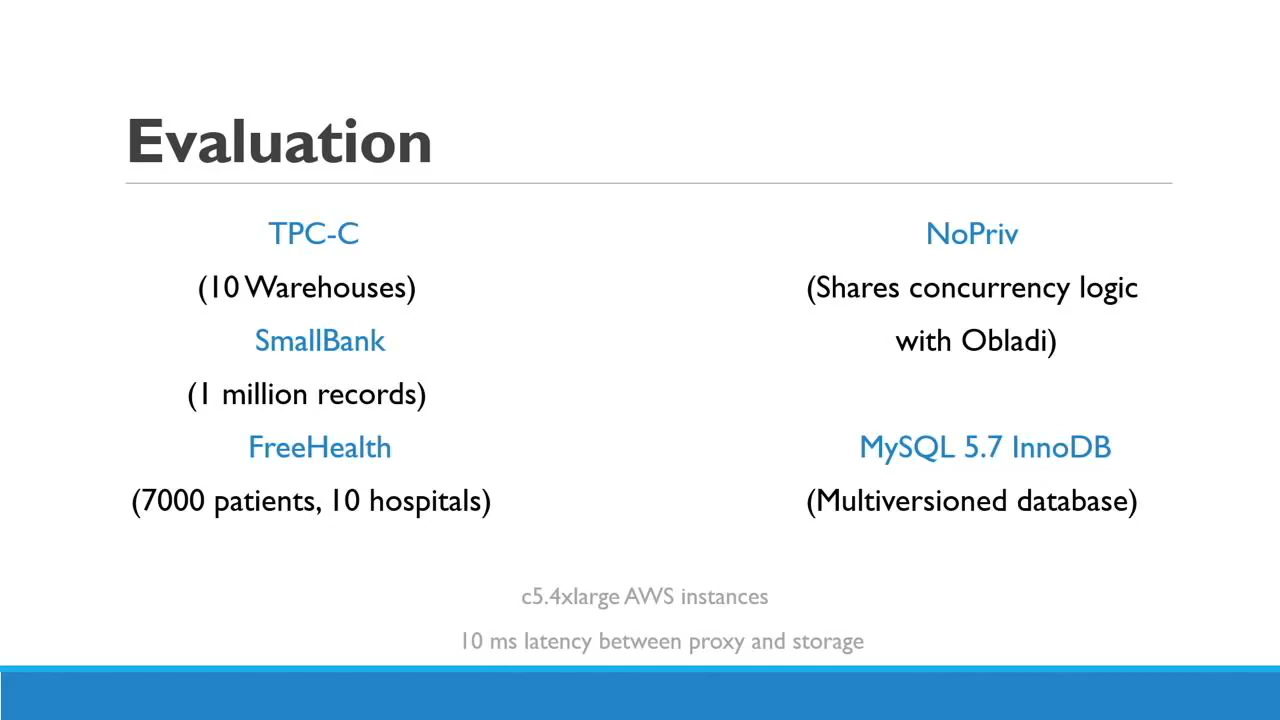 Evaluation
TPC-C
(10 Warehouses)
SmallBank
(1 million records)
FreeHealth
(7000 patients, 10 hospitals)
NoPriv
(Shares concurrency logic
with Obladi)
MySQL 5.7 InnoDB
(Multiversioned database)
c5.4xlarge AWS instances
10 ms latency between proxy and storage